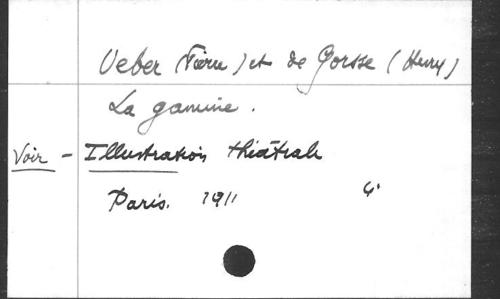 Veber (Pierre) et de Gorsse (Henry)
La gamine.
Voir - Illustration théâtrale
Paris. 1911 4°